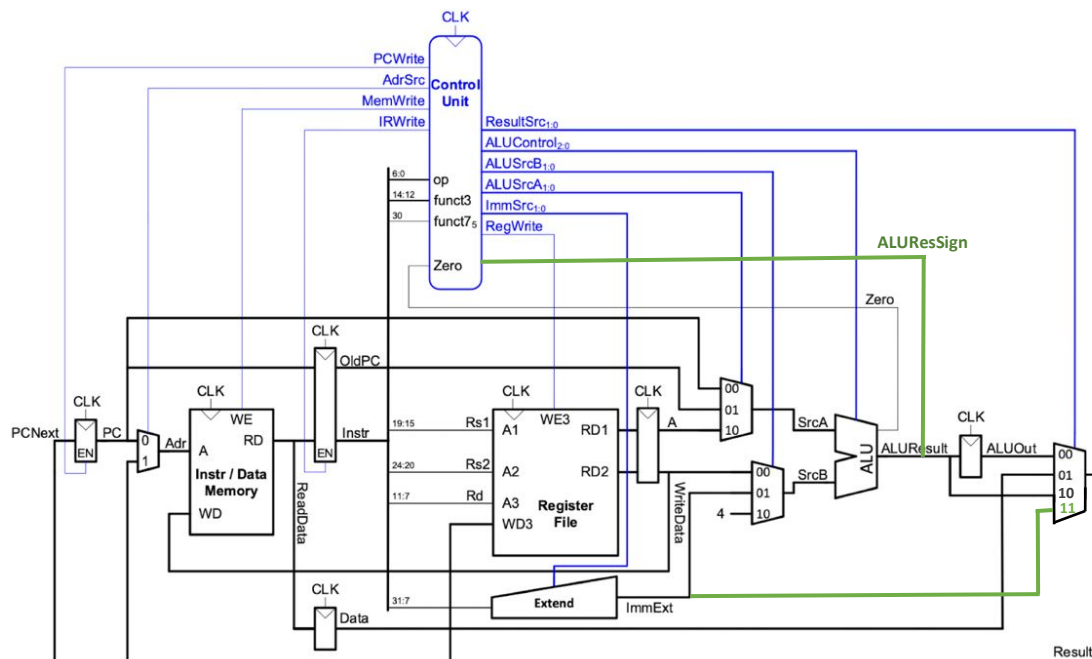 CLK
PCWrite
AdrSrc
MemWrite
IRWrite
Control
Unit
ResultSrc1:0
ALUControl2:0
ALUSrcB1:0
ALUSrcA1:0
ImmSrc1:0
RegWrite
6:0
op
14:12
funct3
30
funct75
Zero
ALUResSign
Zero
CLK
OldPC
CLK
CLK
CLK
CLK
CLK
PCNext
PC
EN
0
1
Adr
WE
A
RD
Instr / Data
Memory
WD
ReadData
Instr
EN
19:15
Rs1
24:20
Rs2
11:7
Rd
A1
A2
A3
WD3
WE3
RD1
RD2
Register
File
A
WriteData
00
01
10
SrcA
00
01
10
4
SrcB
ALU
ALUResult
ALUOut
00
01
10
11
31:7
Extend
ImmExt
CLK
Data
Result